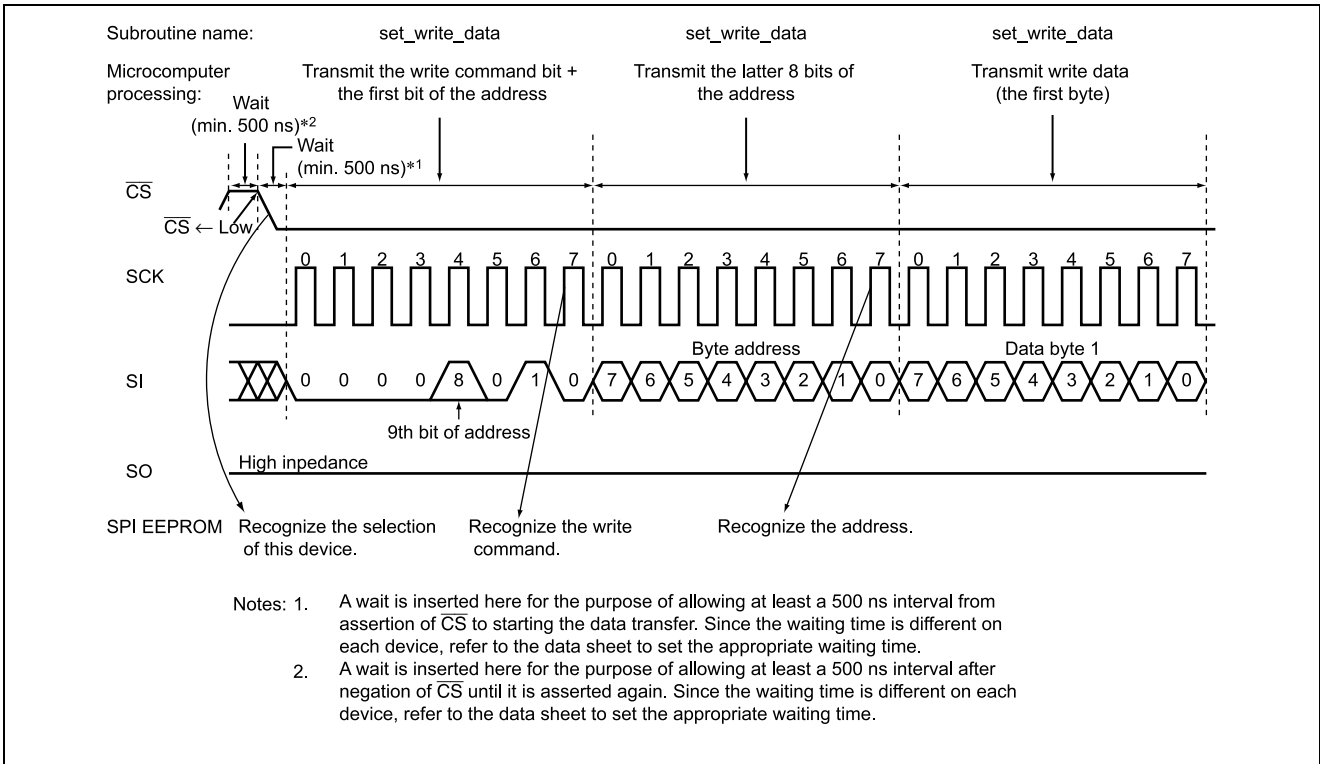 Subroutine name: set_write_data set_write_data set_write_data
Microcomputer processing: Transmit the write command bit + the first bit of the address Transmit the latter 8 bits of the address Transmit write data (the first byte)
Wait
(min. 500 ns)*2
Wait
(min. 500 ns)*1
CS
CS ← Low
0 1 2 3 4 5 6 7 0 1 2 3 4 5 6 7 0 1 2 3 4 5 6 7
SCK
Byte address Data byte 1
SI 0 0 0 0 8 0 1 0 7 6 5 4 3 2 1 0 7 6 5 4 3 2 1 0
9th bit of address
SO High inpedance
SPI EEPROM Recognize the selection of this device. Recognize the write command. Recognize the address.
Notes: 1. A wait is inserted here for the purpose of allowing at least a 500 ns interval from
assertion of CS to starting the data transfer. Since the waiting time is different on
each device, refer to the data sheet to set the appropriate waiting time.
2. A wait is inserted here for the purpose of allowing at least a 500 ns interval after
negation of CS until it is asserted again. Since the waiting time is different on each
device, refer to the data sheet to set the appropriate waiting time.